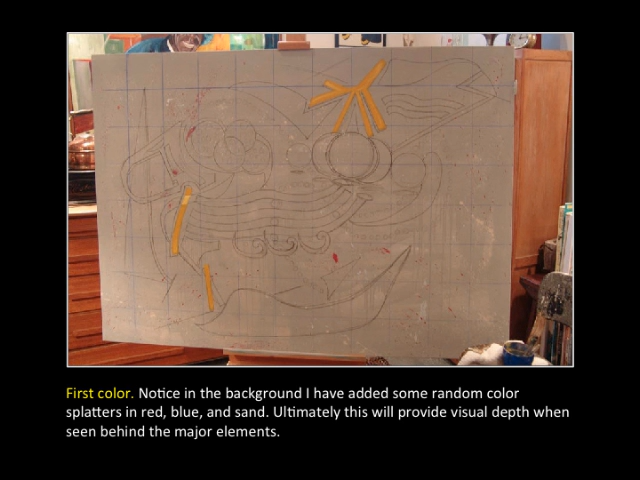 First color. Notice in the background I have added some random color
splatters in red, blue, and sand. Ultimately this will provide visual depth when
seen behind the major elements.